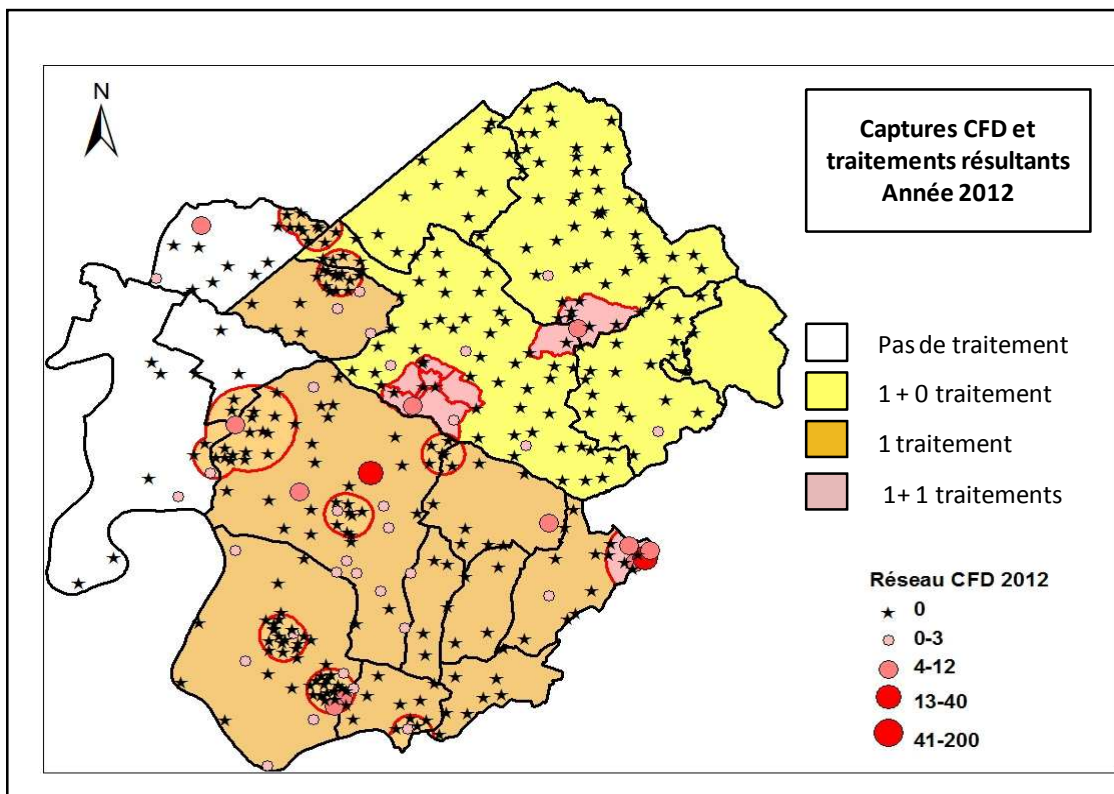 N
Captures CFD et
traitements résultants
Année 2012
Pas de traitement
1 + 0 traitement
1 traitement
1+ 1 traitements
Réseau CFD 2012
0
0-3
4-12
13-40
41-200